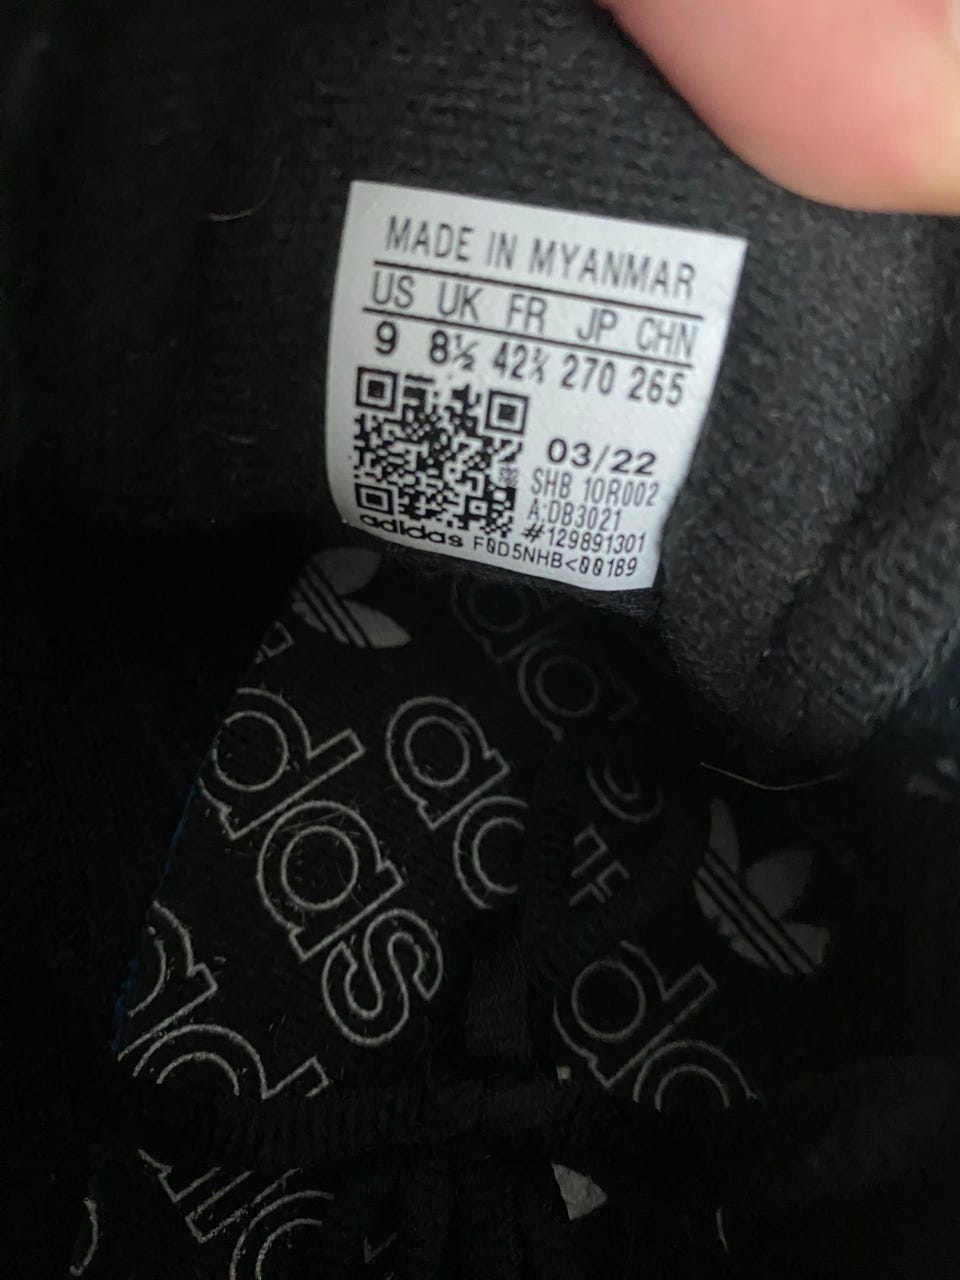 MADE IN MYANMAR
US UK FR JP CHN
9 8½ 42⅔ 270 265
03/22
SHB 10R002
A:DB3021
#129891301
adidas F0D5NHB<00189
das